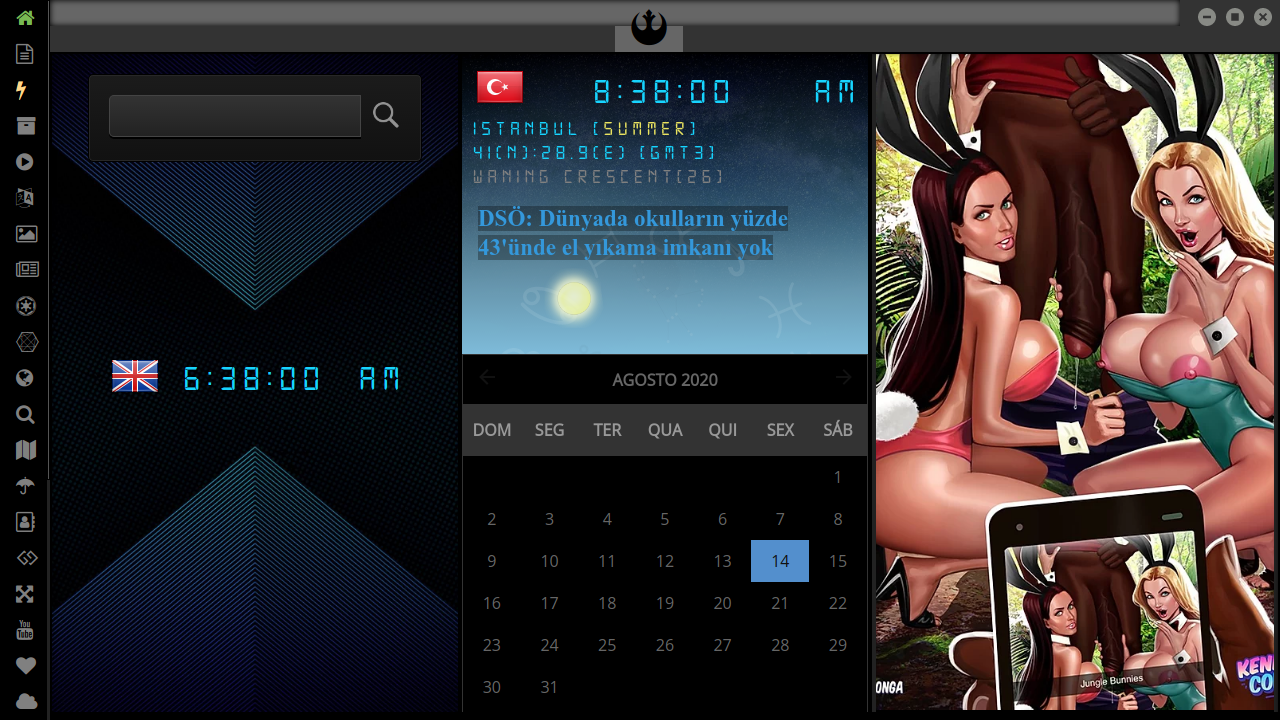 8:38:00 AM
ISTANBUL (SUMMER)
41(N):28.9(E) (GMT3)
WANING CRESCENT(26)
DSÖ: Dünyada okulların yüzde
43'ünde el yıkama imkanı yok
6:38:00 AM
AGOSTO 2020
DOM SEG TER QUA QUI SEX SÁB
1
2 3 4 5 6 7 8
9 10 11 12 13 14 15
16 17 18 19 20 21 22
23 24 25 26 27 28 29
30 31
You
Tube
Jungle Bunnies